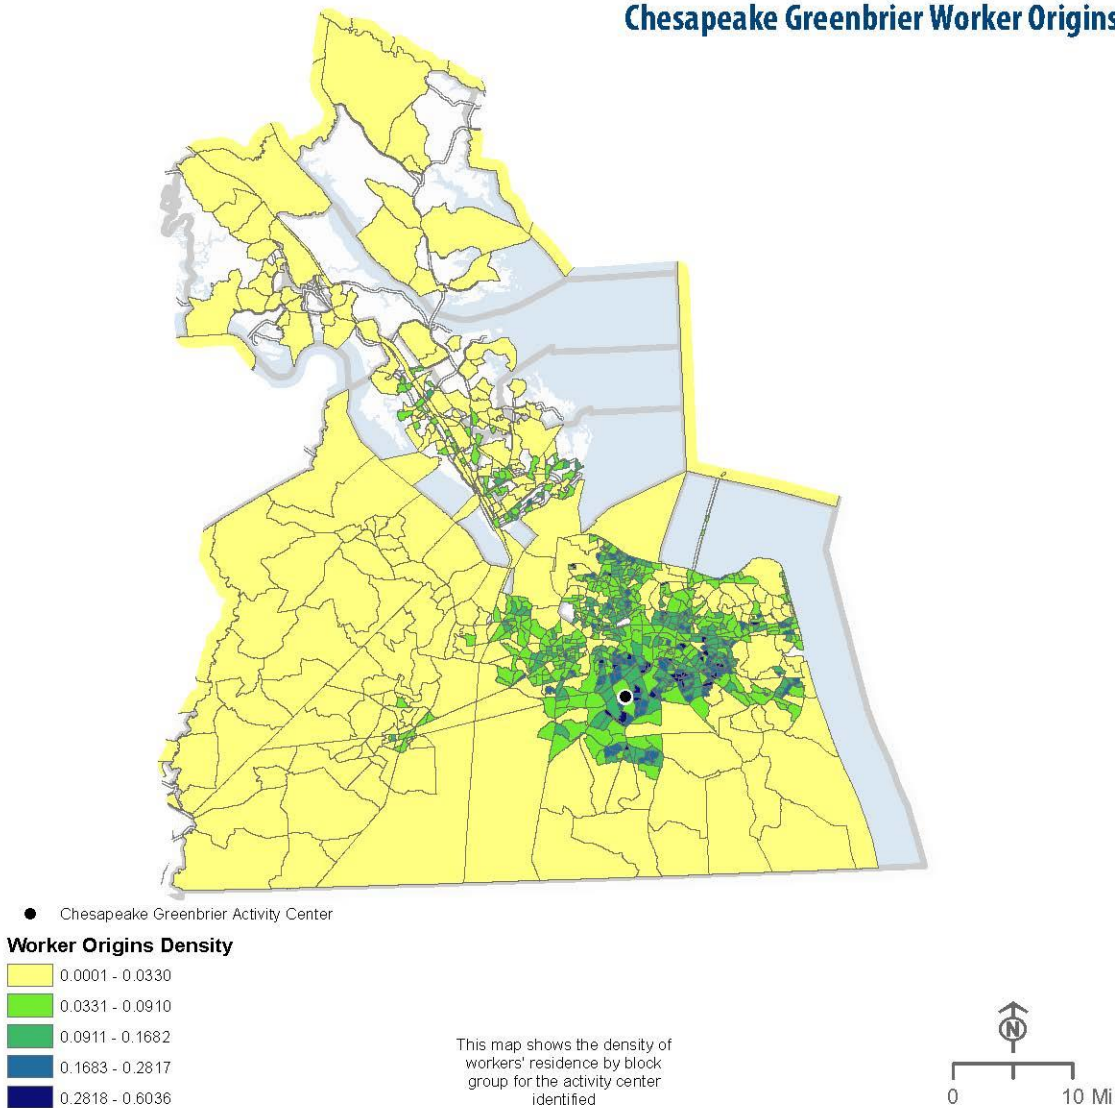 Chesapeake Greenbrier Worker Origins
Chesapeake Greenbrier Activity Center
Worker Origins Density
0.0001 - 0.0330
0.0331 - 0.0910
0.0911 - 0.1682
0.1683 - 0.2817
0.2818 - 0.6036
This map shows the density of
workers' residence by block
group for the activity center
identified
N
0 10 Mi